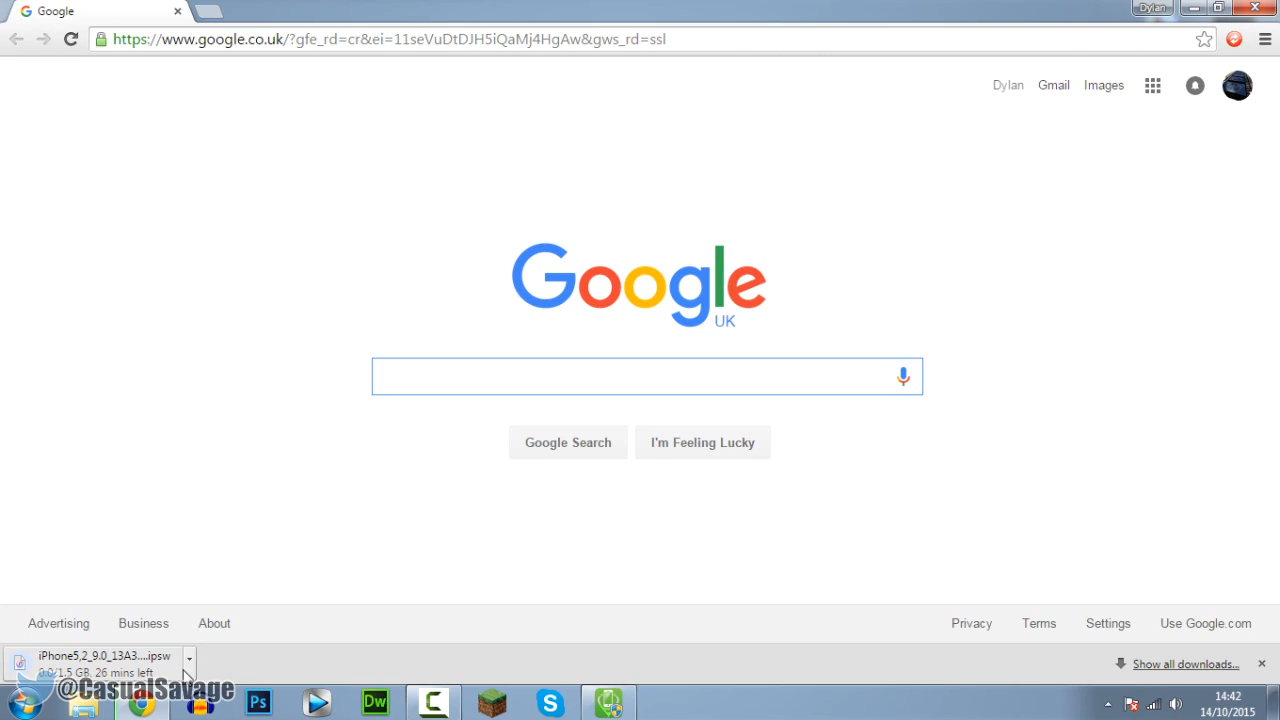 Google
Dylan
https://www.google.co.uk/?gfe_rd=cr&ei=11seVuDtDJH5iQaMj4HgAw&gws_rd=ssl
Dylan Gmail Images
Google
UK
Google Search I'm Feeling Lucky
Advertising Business About Privacy Terms Settings Use Google.com
iPhone5,2_9.0_13A3....ipsw
0.0/1.5 GB, 26 mins left
Show all downloads...
@CasualSavage
Ps Dw C S
14:42
14/10/2015